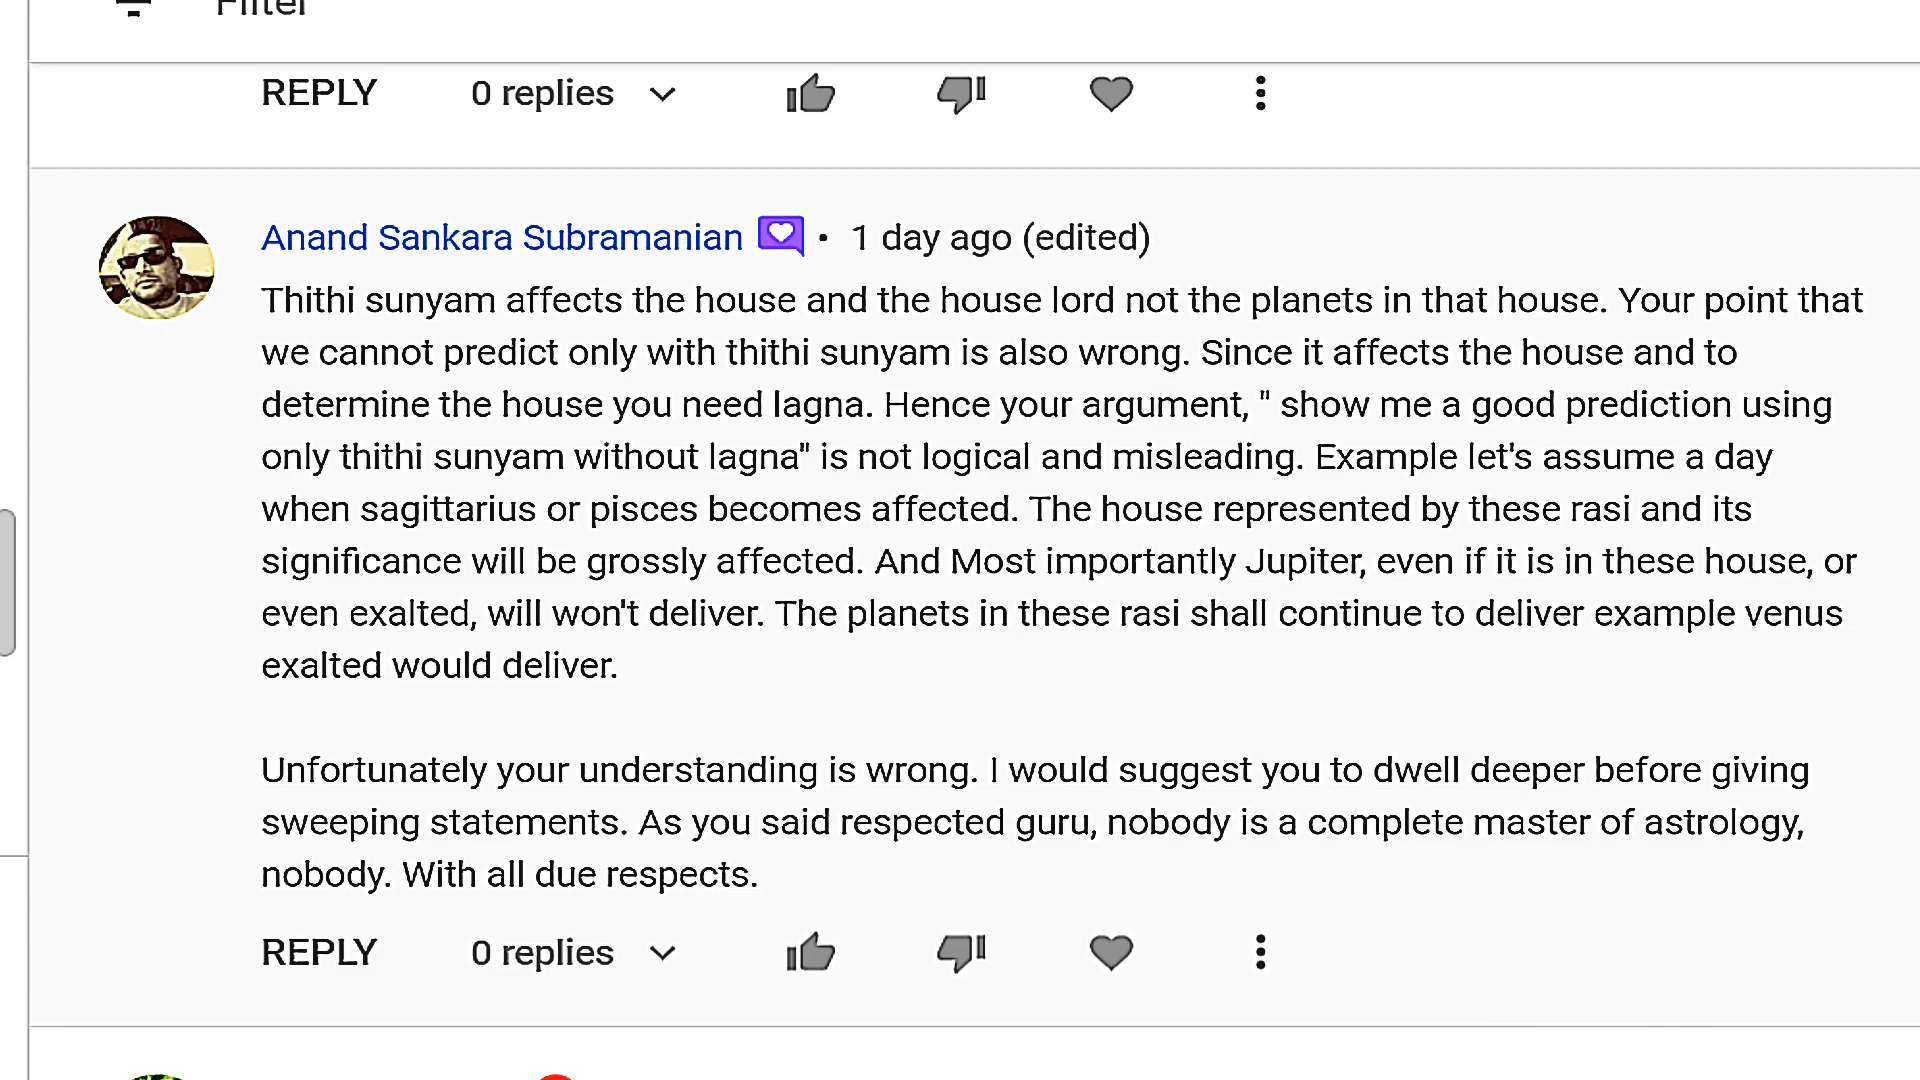 Filter
REPLY 0 replies
Anand Sankara Subramanian • 1 day ago (edited)
Thithi sunyam affects the house and the house lord not the planets in that house. Your point that
we cannot predict only with thithi sunyam is also wrong. Since it affects the house and to
determine the house you need lagna. Hence your argument, " show me a good prediction using
only thithi sunyam without lagna" is not logical and misleading. Example let's assume a day
when sagittarius or pisces becomes affected. The house represented by these rasi and its
significance will be grossly affected. And Most importantly Jupiter, even if it is in these house, or
even exalted, will won't deliver. The planets in these rasi shall continue to deliver example venus
exalted would deliver.
Unfortunately your understanding is wrong. I would suggest you to dwell deeper before giving
sweeping statements. As you said respected guru, nobody is a complete master of astrology,
nobody. With all due respects.
REPLY 0 replies